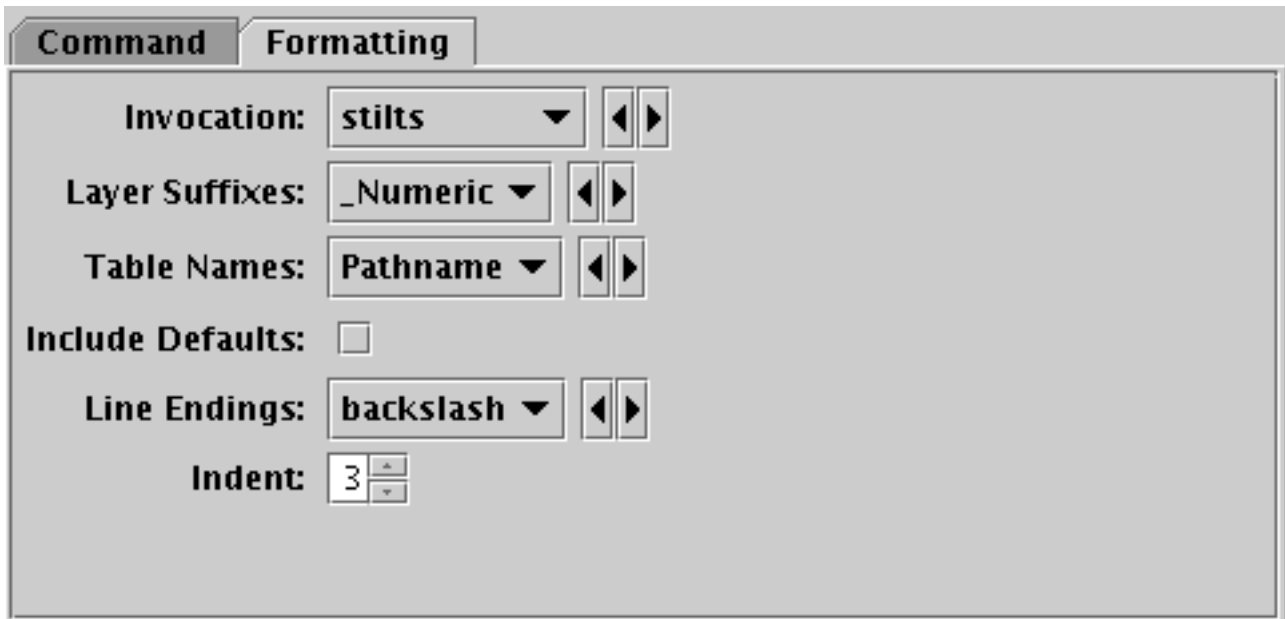 Command Formatting
Invocation: stilts
Layer Suffixes: _Numeric
Table Names: Pathname
Include Defaults:
Line Endings: backslash
Indent: 3